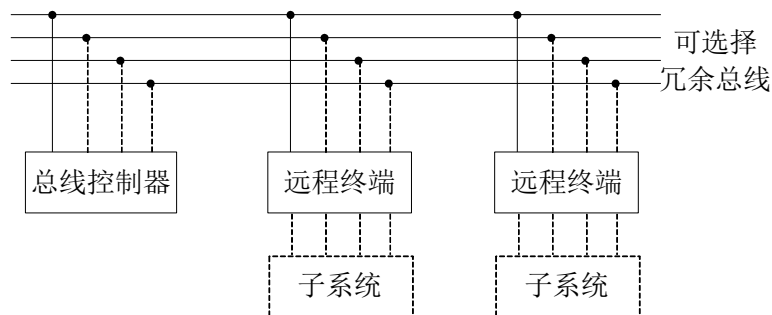 可选择
冗余总线
总线控制器
远程终端
远程终端
子系统
子系统